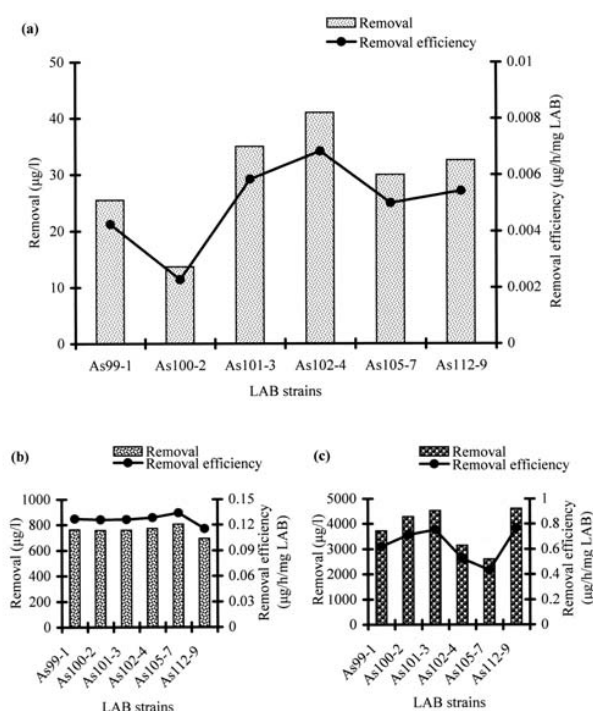 (a)
Removal
Removal efficiency
50
40
30
20
10
0
Removal (µg/l)
0.01
0.008
0.006
0.004
0.002
0
Removal efficiency (µg/h/mg LAB)
As99-1 As100-2 As101-3 As102-4 As105-7 As112-9
LAB strains
(b)
Removal
Removal efficiency
1000
800
600
400
200
0
Removal (µg/l)
0.15
0.12
0.09
0.06
0.03
0
Removal efficiency
(µg/h/mg LAB)
As99-1 As100-2 As101-3 As102-4 As105-7 As112-9
LAB strains
(c)
Removal
Removal efficiency
5000
4000
3000
2000
1000
0
Removal (µg/l)
1
0.8
0.6
0.4
0.2
0
Removal efficiency
(µg/h/mg LAB)
As99-1 As100-2 As101-3 As102-4 As105-7 As112-9
LAB strains